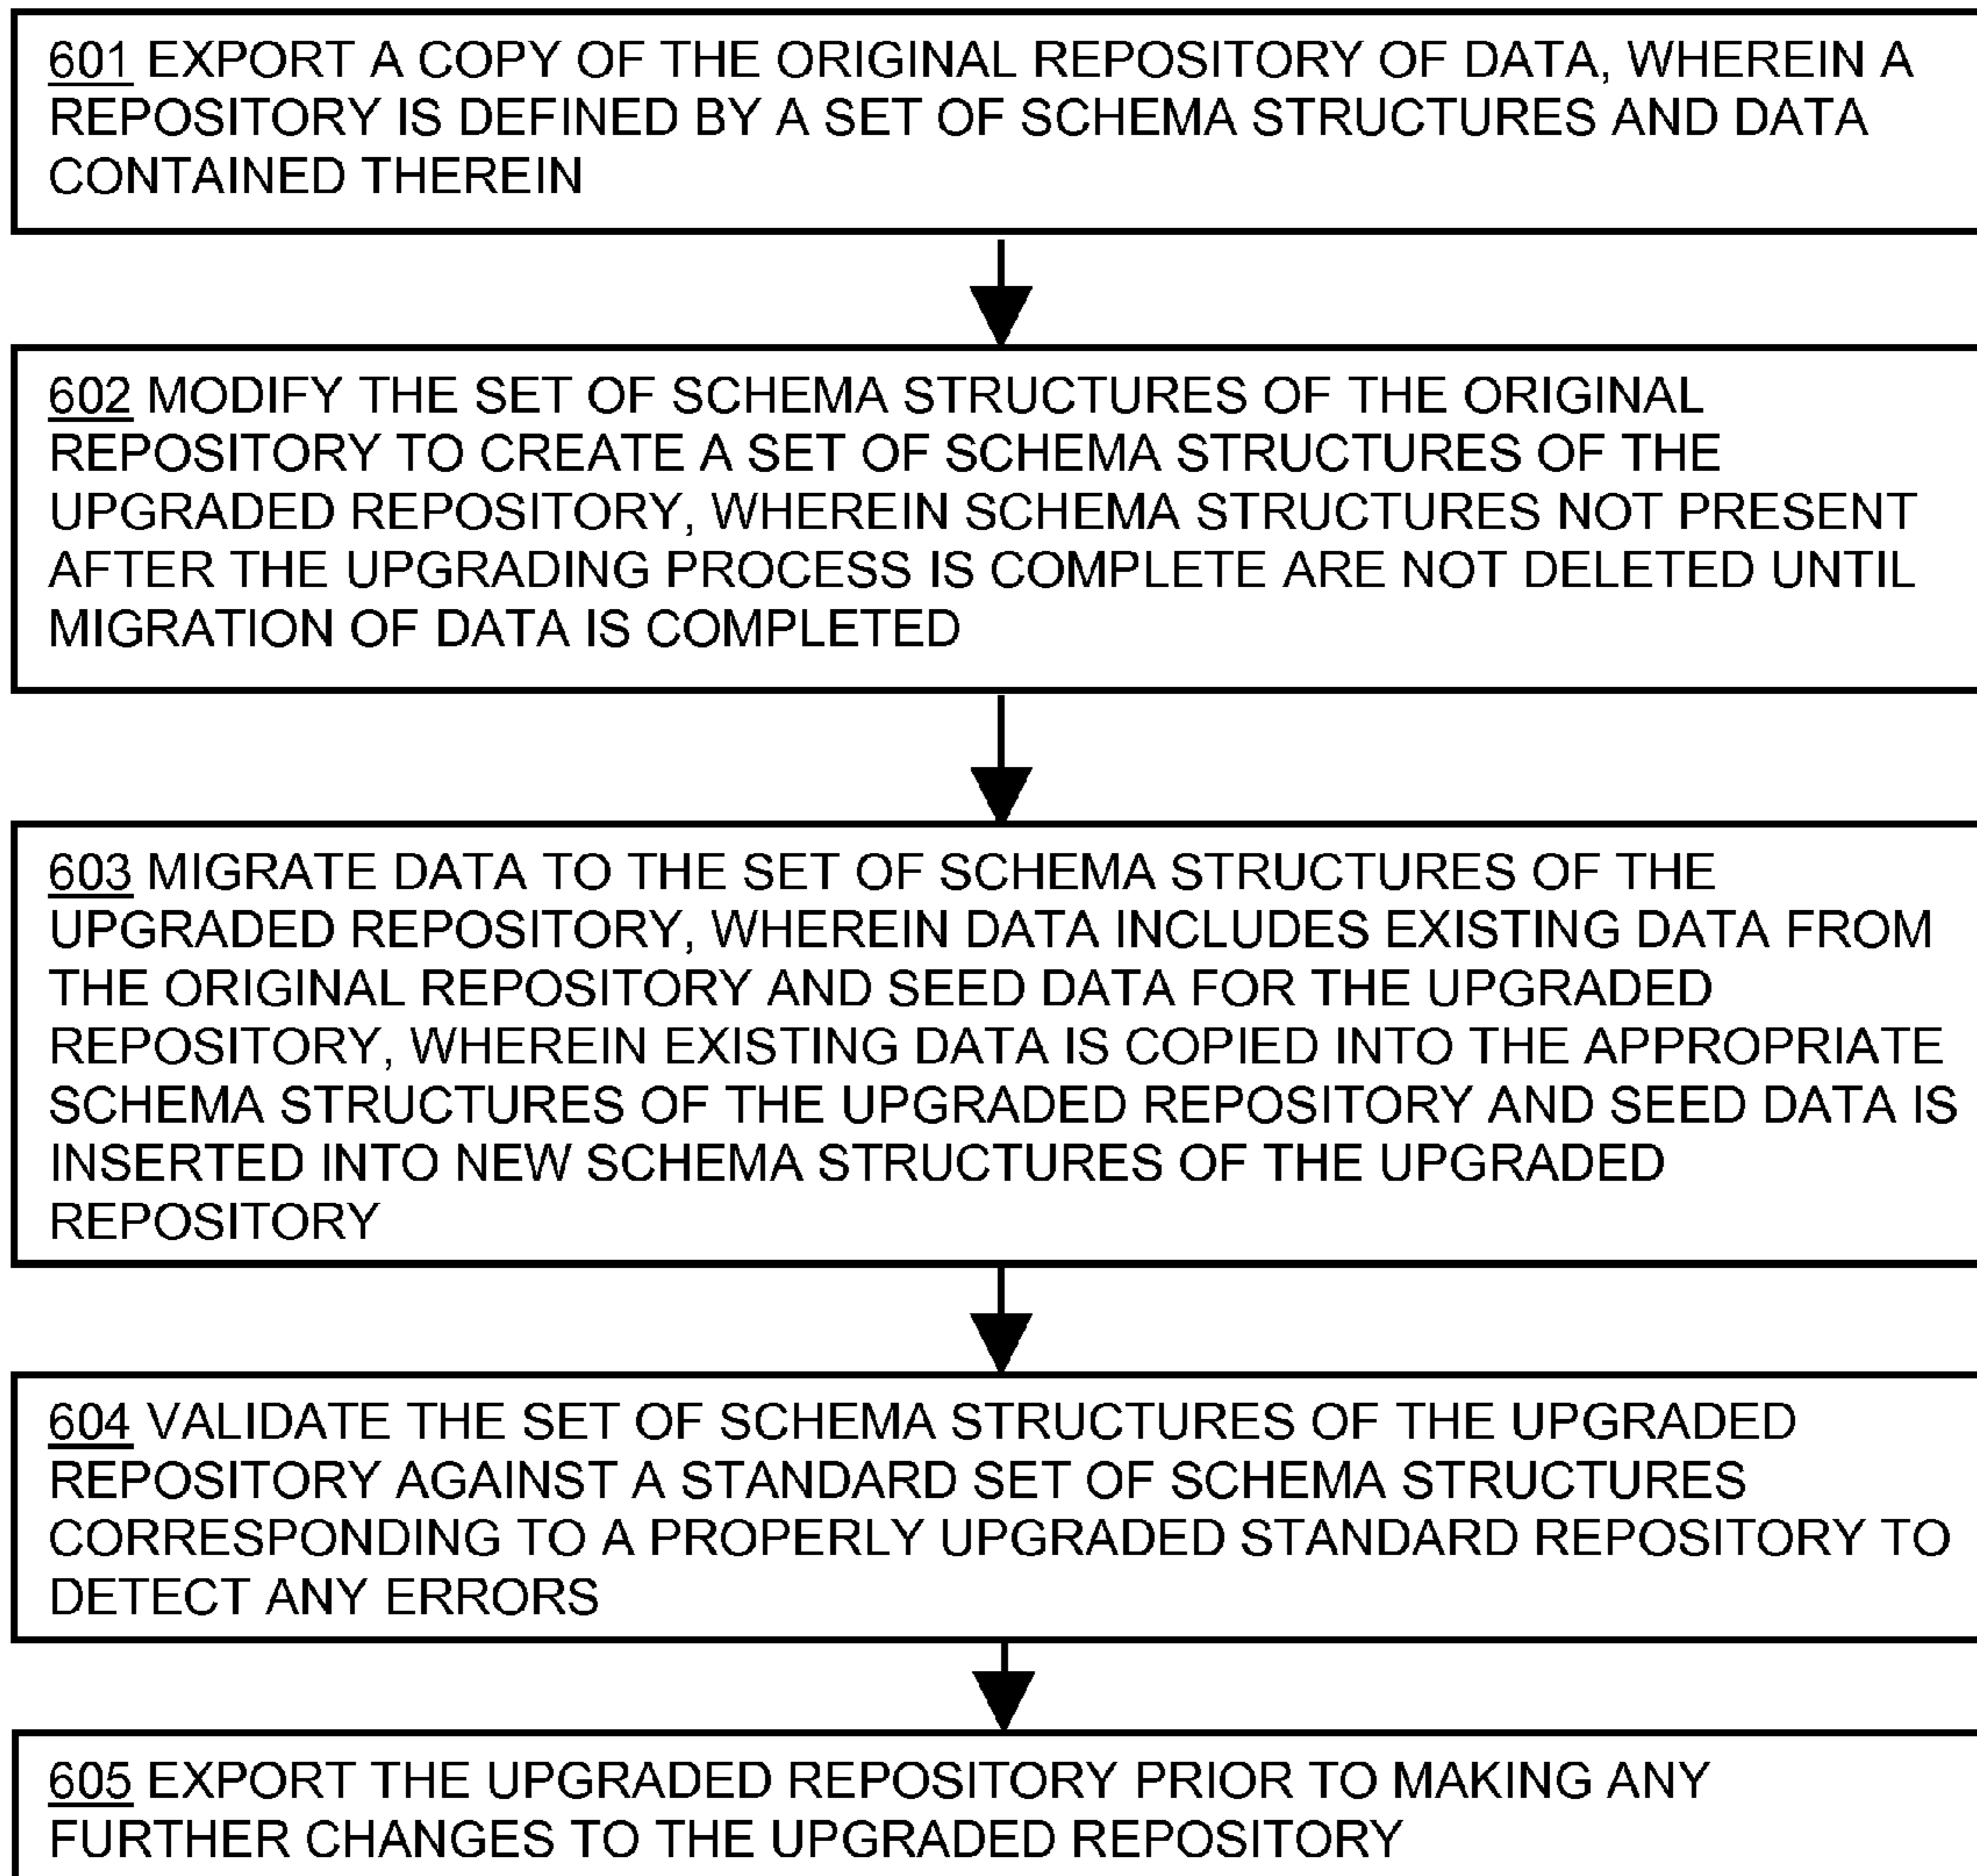 601 EXPORT A COPY OF THE ORIGINAL REPOSITORY OF DATA, WHEREIN A
REPOSITORY IS DEFINED BY A SET OF SCHEMA STRUCTURES AND DATA
CONTAINED THEREIN
602 MODIFY THE SET OF SCHEMA STRUCTURES OF THE ORIGINAL
REPOSITORY TO CREATE A SET OF SCHEMA STRUCTURES OF THE
UPGRADED REPOSITORY, WHEREIN SCHEMA STRUCTURES NOT PRESENT
AFTER THE UPGRADING PROCESS IS COMPLETE ARE NOT DELETED UNTIL
MIGRATION OF DATA IS COMPLETED
603 MIGRATE DATA TO THE SET OF SCHEMA STRUCTURES OF THE
UPGRADED REPOSITORY, WHEREIN DATA INCLUDES EXISTING DATA FROM
THE ORIGINAL REPOSITORY AND SEED DATA FOR THE UPGRADED
REPOSITORY, WHEREIN EXISTING DATA IS COPIED INTO THE APPROPRIATE
SCHEMA STRUCTURES OF THE UPGRADED REPOSITORY AND SEED DATA IS
INSERTED INTO NEW SCHEMA STRUCTURES OF THE UPGRADED
REPOSITORY
604 VALIDATE THE SET OF SCHEMA STRUCTURES OF THE UPGRADED
REPOSITORY AGAINST A STANDARD SET OF SCHEMA STRUCTURES
CORRESPONDING TO A PROPERLY UPGRADED STANDARD REPOSITORY TO
DETECT ANY ERRORS
605 EXPORT THE UPGRADED REPOSITORY PRIOR TO MAKING ANY
FURTHER CHANGES TO THE UPGRADED REPOSITORY